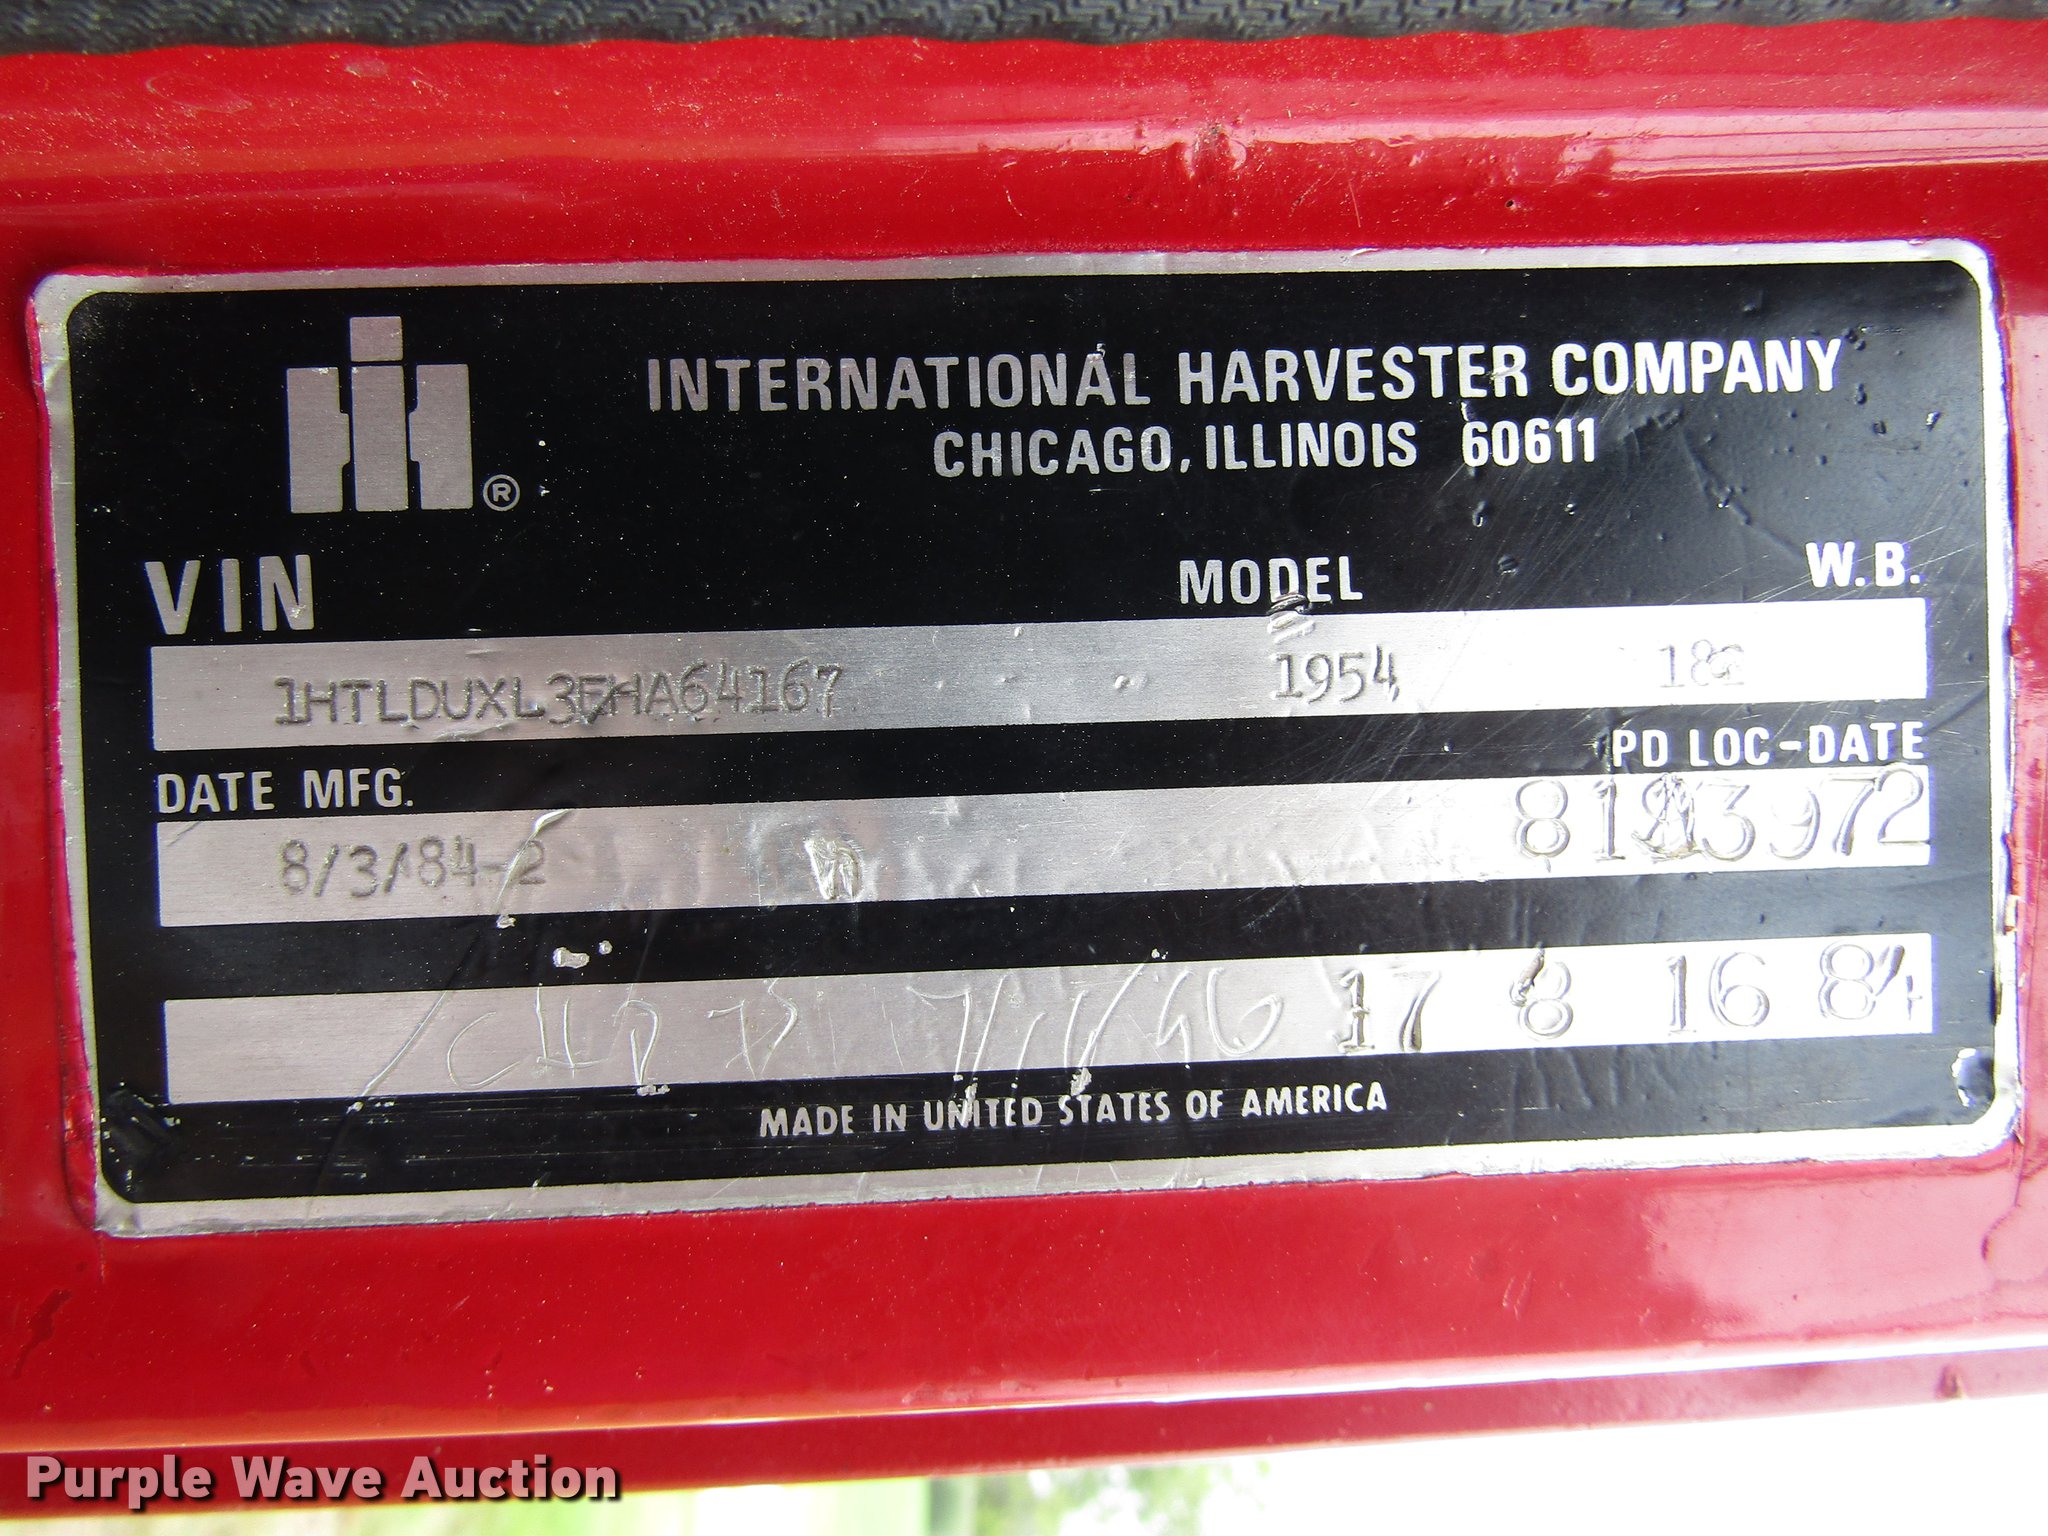 INTERNATIONAL HARVESTER COMPANY
CHICAGO, ILLINOIS 60611
®
VIN MODEL W.B.
1HTLDUXL3EHA64167 1954
PD LOC-DATE
DATE MFG.
8/3/84-2
17 8 16 84
MADE IN UNITED STATES OF AMERICA
Purple Wave Auction